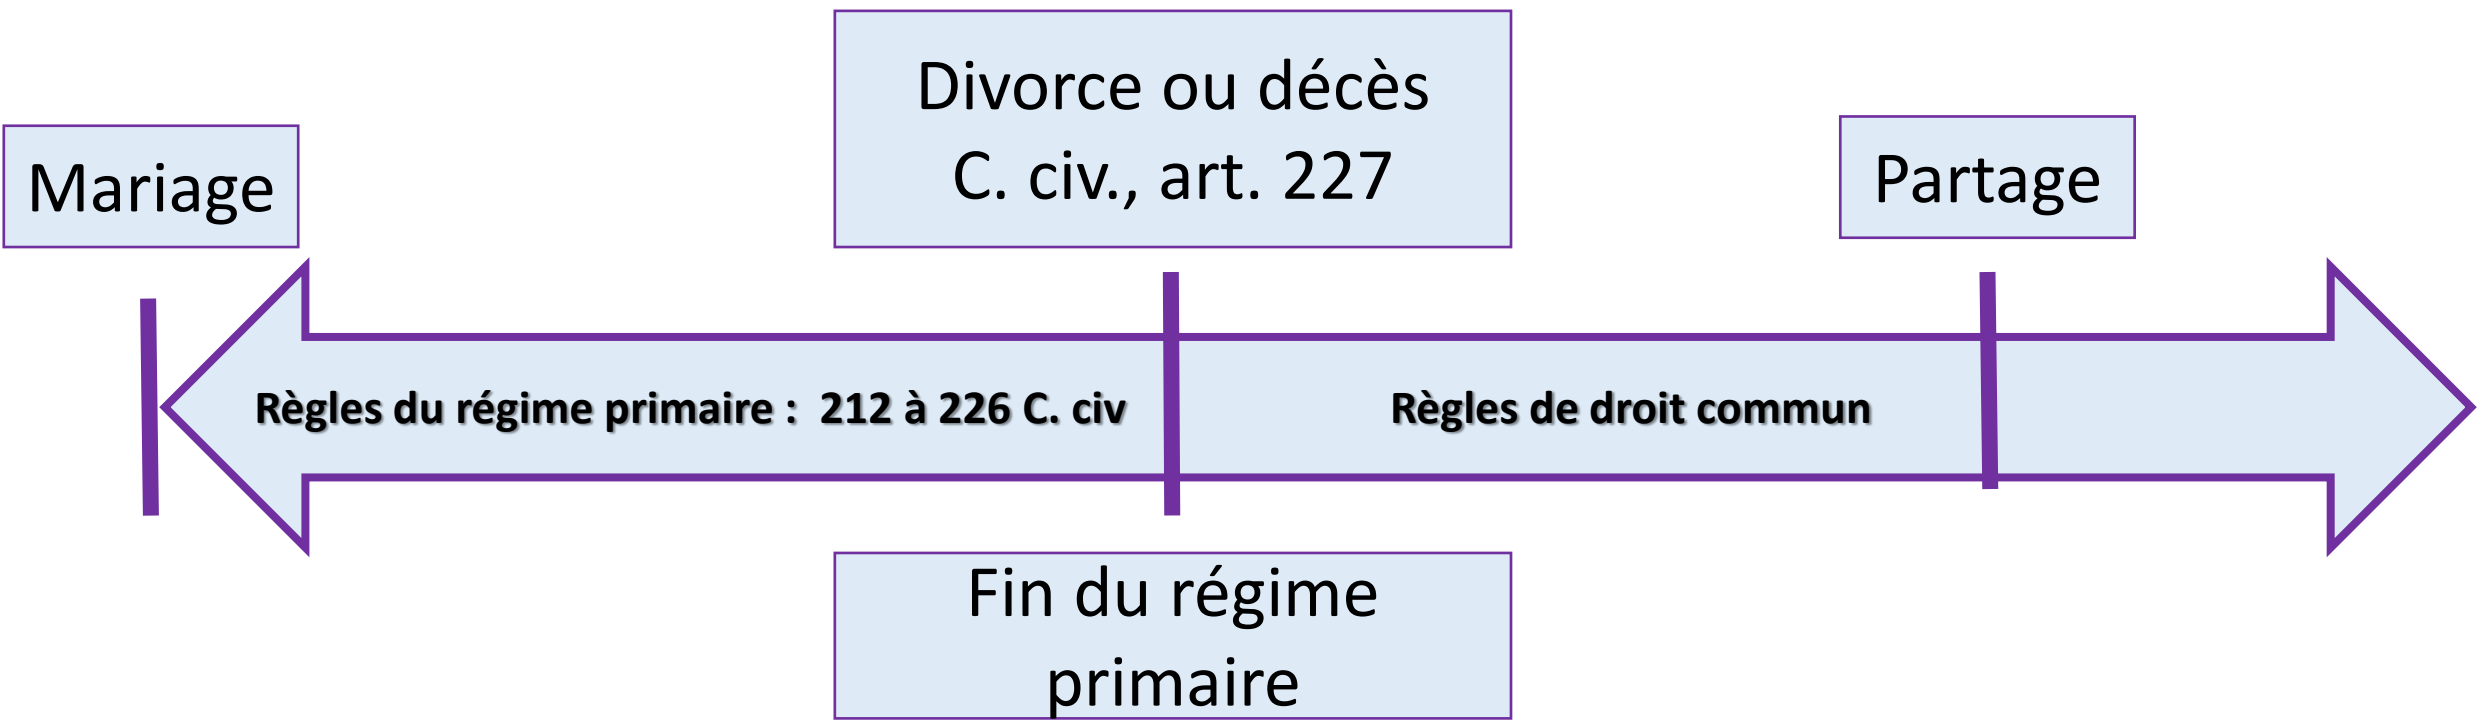 Divorce ou décès
C. civ., art. 227
Mariage
Partage
Règles du régime primaire :  212 à 226 C. civ
Règles de droit commun
Fin du régime
primaire